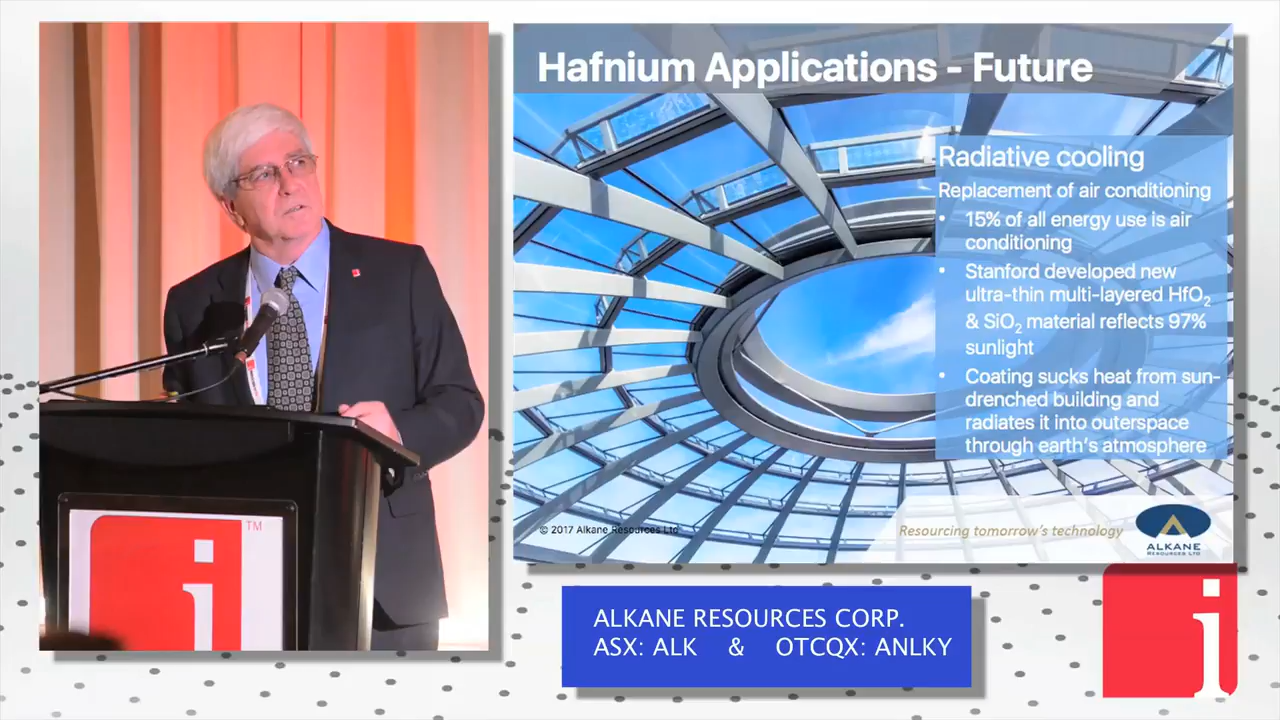 Hafnium Applications - Future
Radiative cooling
Replacement of air conditioning
• 15% of all energy use is air
conditioning
• Stanford developed new
ultra-thin multi-layered HfO₂
& SiO₂ material reflects 97%
sunlight
• Coating sucks heat from sun-
drenched building and
radiates it into outerspace
through earth's atmosphere
© 2017 Alkane Resources Ltd
Resourcing tomorrow's technology
ALKANE
RESOURCES LTD
i
TM
ALKANE RESOURCES CORP.
ASX: ALK & OTCQX: ANLKY
i